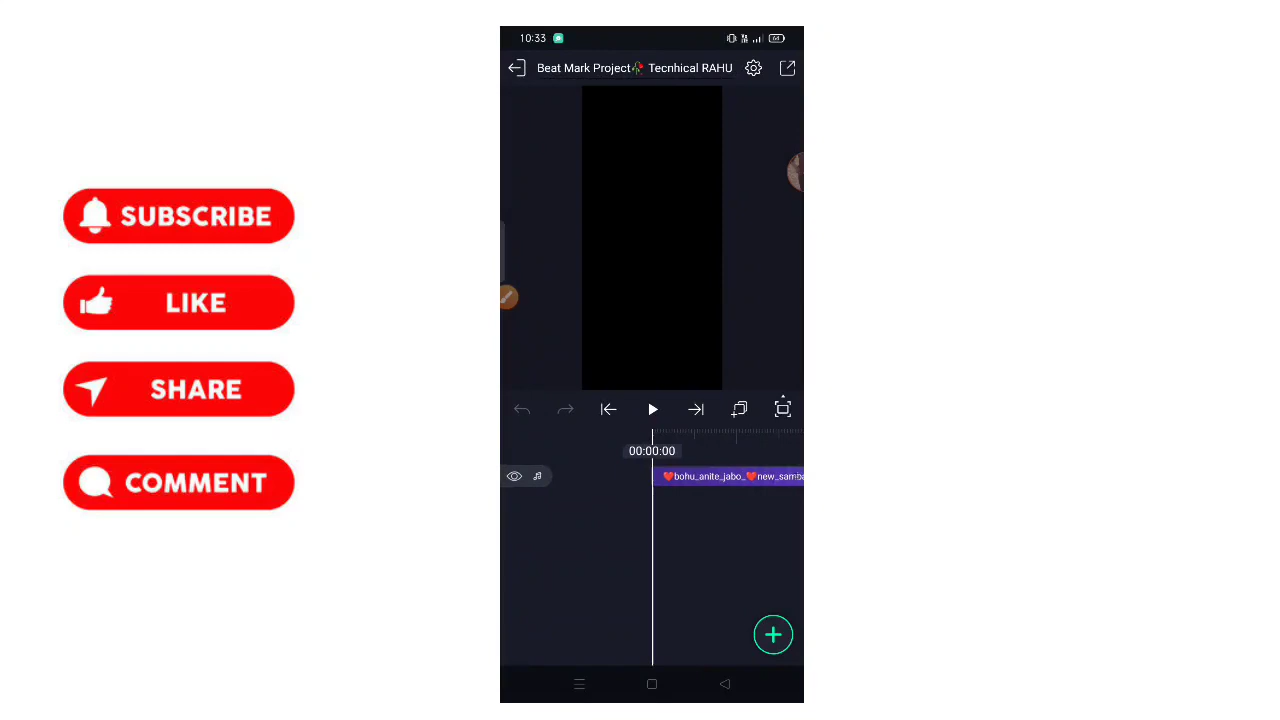 10:33
Beat Mark Project🥀 Tecnhical RAHU
SUBSCRIBE
LIKE
SHARE
COMMENT
00:00:00
❤️bohu_anite_jabo_❤️new_samba